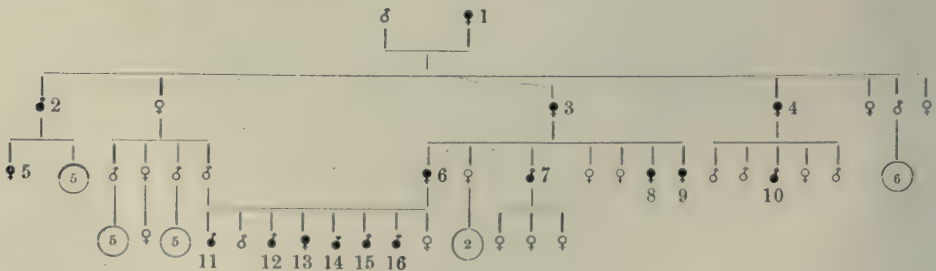 ♂ ● 1
2 ♀ 3 4 ♀ ♂ ♀
5 5 ♂ ♀ ♂ ♂ 6 ♀ 7 ♀ ♀ 8 9 ♂ ♂ 10 ♀ ♂ 6
5 ♀ 5 11 ♂ 12 13 14 15 16 ♀ 2 ♀ ♀ ♀